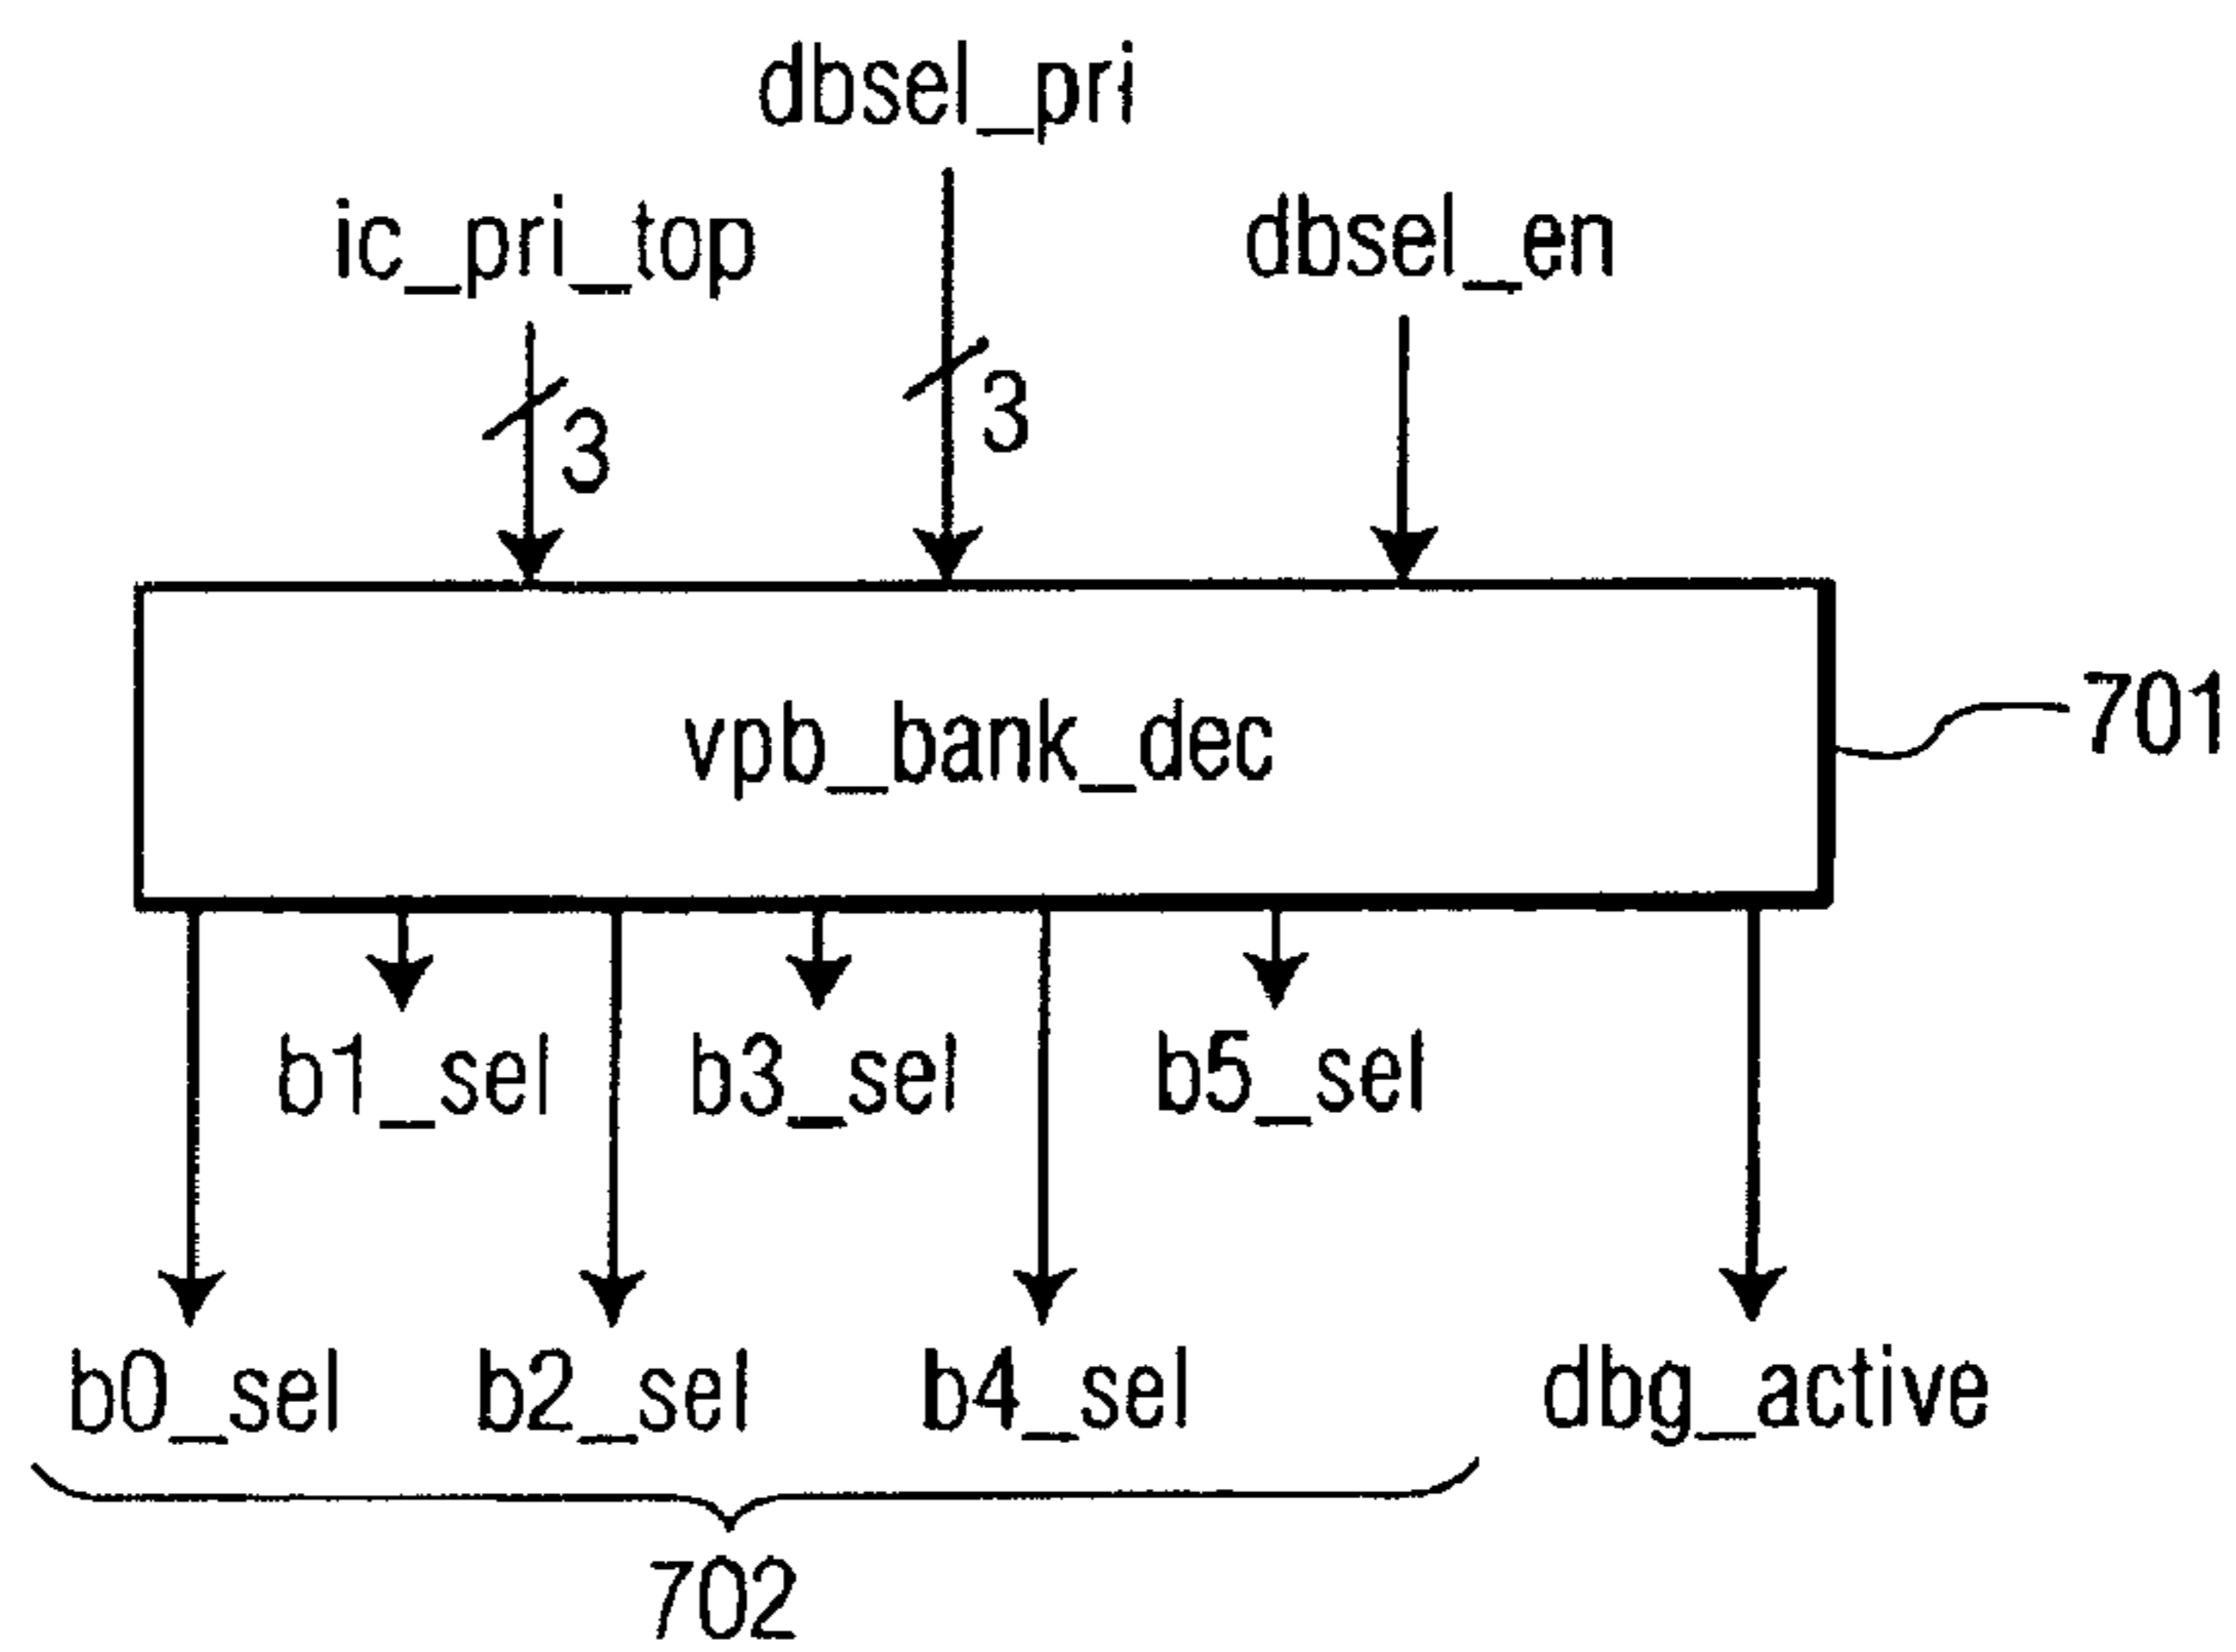 dbsel_pri
ic_pri_top
dbsel_en
3
3
vpb_bank_dec
701
b1_sel
b3_sel
b5_sel
b0_sel
b2_sel
b4_sel
dbg_active
702